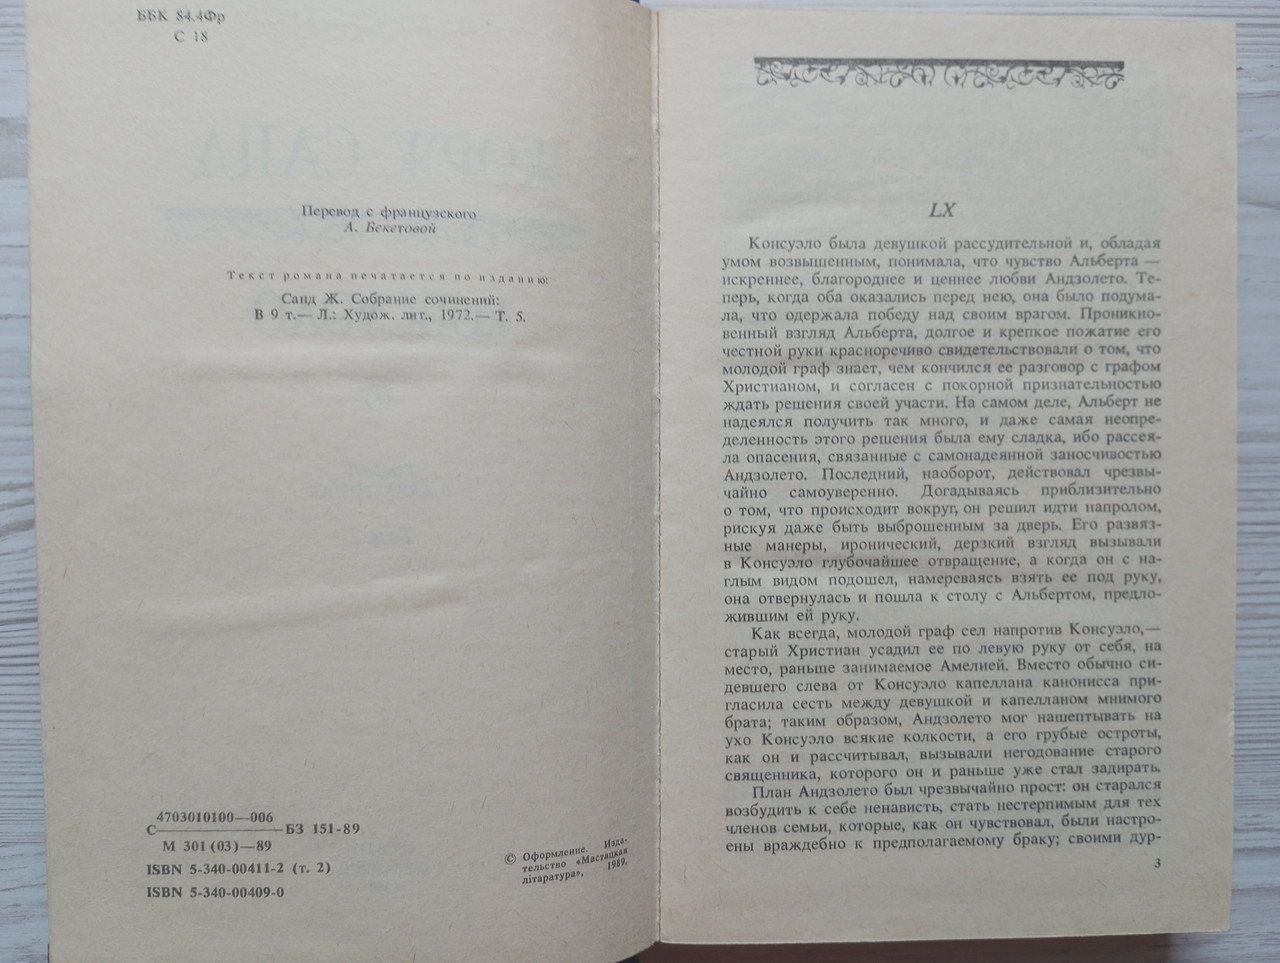 ББК 84.4Фр
С 18
Перевод с французского
А. Бекетовой
Текст романа печатается по изданию:
Санд Ж. Собрание сочинений:
В 9 т.— Л.: Худож. лит., 1972.— Т. 5.
4703010100—006
С————БЗ 151-89
М 301 (03)—89
ISBN 5-340-00411-2 (т. 2)
ISBN 5-340-00409-0
© Оформление. Изда-
тельство «Мастацкая
літаратура», 1989.
LX
Консуэло была девушкой рассудительной и, обладая
умом возвышенным, понимала, что чувство Альберта —
искреннее, благороднее и ценнее любви Андзолето. Те-
перь, когда оба оказались перед нею, она было подума-
ла, что одержала победу над своим врагом. Проникно-
венный взгляд Альберта, долгое и крепкое пожатие его
честной руки красноречиво свидетельствовали о том, что
молодой граф знает, чем кончился ее разговор с графом
Христианом, и согласен с покорной признательностью
ждать решения своей участи. На самом деле, Альберт не
надеялся получить так много, и даже самая неопре-
деленность этого решения была ему сладка, ибо рассея-
ла опасения, связанные с самонадеянной заносчивостью
Андзолето. Последний, наоборот, действовал чрезвы-
чайно самоуверенно. Догадываясь приблизительно
о том, что происходит вокруг, он решил идти напролом,
рискуя даже быть выброшенным за дверь. Его развяз-
ные манеры, иронический, дерзкий взгляд вызывали
в Консуэло глубочайшее отвращение, а когда он с на-
глым видом подошел, намереваясь взять ее под руку,
она отвернулась и пошла к столу с Альбертом, предло-
жившим ей руку.
Как всегда, молодой граф сел напротив Консуэло,—
старый Христиан усадил ее по левую руку от себя, на
место, раньше занимаемое Амелией. Вместо обычно си-
девшего слева от Консуэло капеллана канонисса при-
гласила сесть между девушкой и капелланом мнимого
брата; таким образом, Андзолето мог нашептывать на
ухо Консуэло всякие колкости, а его грубые остроты,
как он и рассчитывал, вызывали негодование старого
священника, которого он и раньше уже стал задирать.
План Андзолето был чрезвычайно прост: он старался
возбудить к себе ненависть, стать нестерпимым для тех
членов семьи, которые, как он чувствовал, были настро-
ены враждебно к предполагаемому браку; своими дур-
3